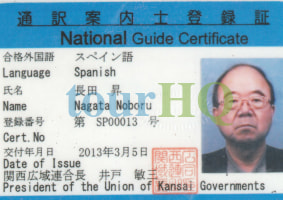 通訳案内士登録証
National Guide Certificate
合格外国語 スペイン語
Language Spanish
氏名 長田 昇
Name Nagata Noboru
登録番号 第 SP00013 号
Cert.No
交付年月日 2013年3月5日
Date of Issue
関西広域連合長 井戸 敏三
President of the Union of Kansai Governments
tourHQ